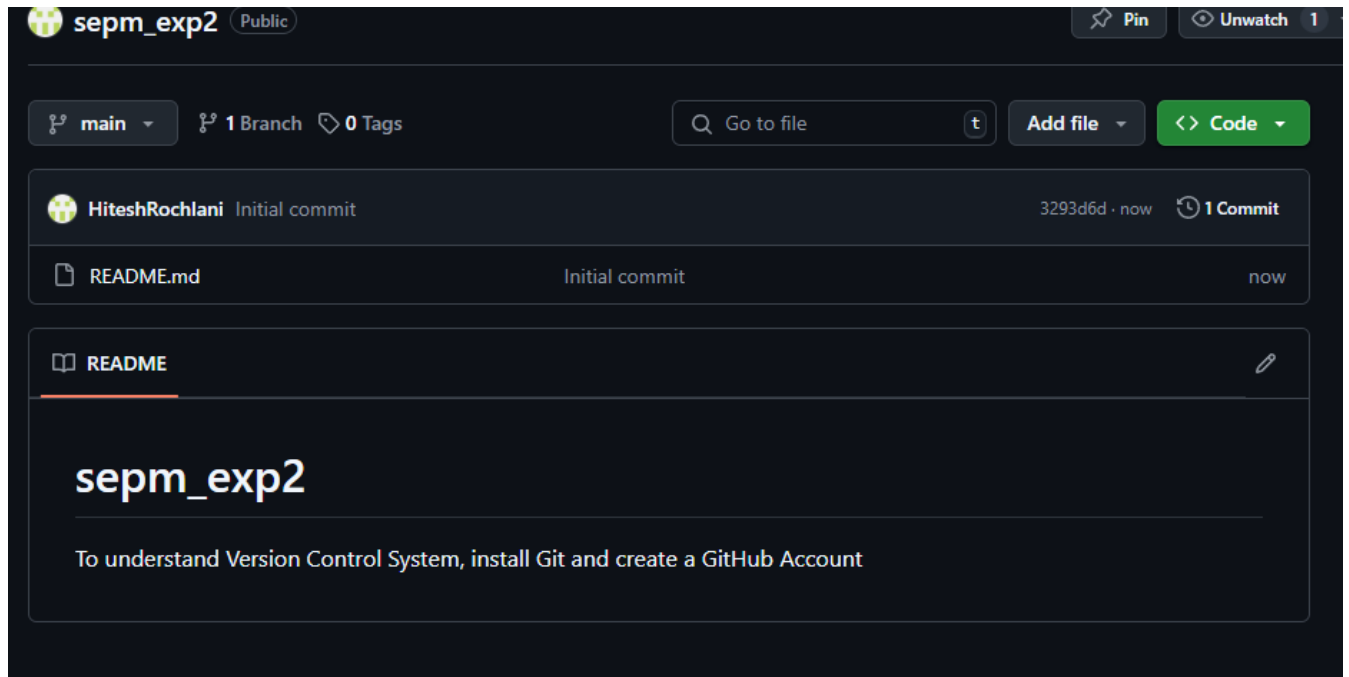 sepm_exp2 Public Pin Unwatch 1
main 1 Branch 0 Tags Go to file t Add file Code
HiteshRochlani Initial commit 3293d6d · now 1 Commit
README.md Initial commit now
README
sepm_exp2
To understand Version Control System, install Git and create a GitHub Account